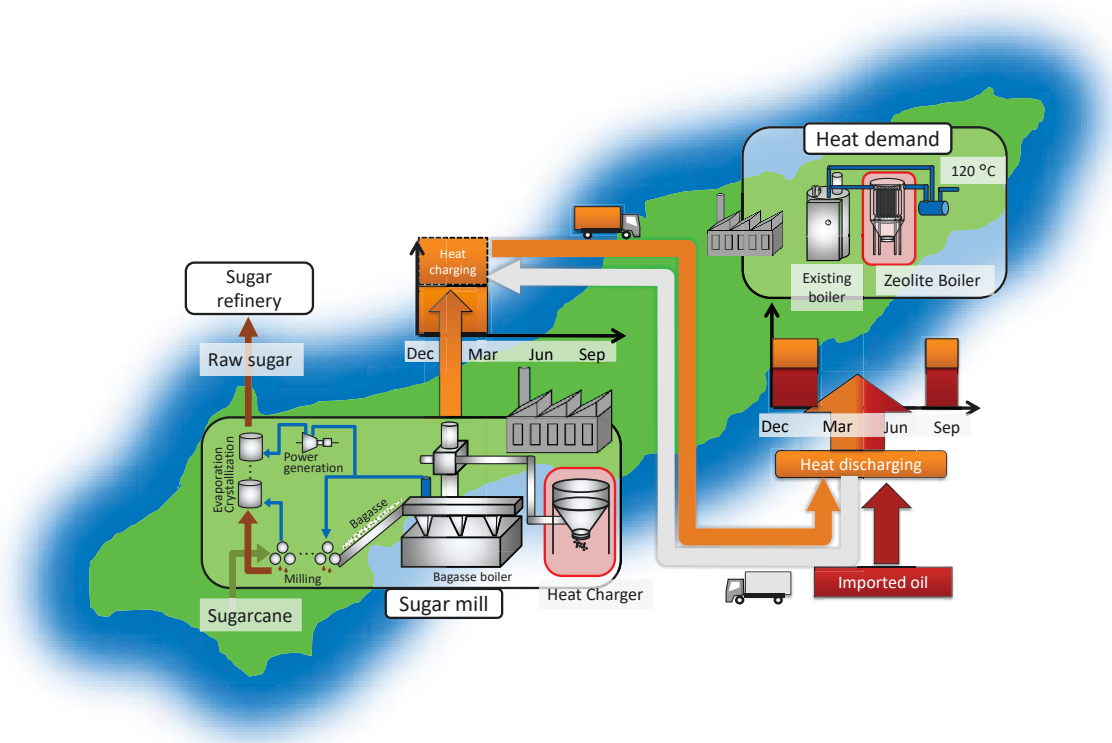 Heat demand
120 °C
Existing
boiler
Zeolite Boiler
Heat
charging
Sugar
refinery
Raw sugar
Dec
Mar
Jun
Sep
Dec
Mar
Jun
Sep
Heat discharging
Power
generation
Evaporation
Crystallization
Bagasse
Milling
Bagasse boiler
Heat Charger
Imported oil
Sugar mill
Sugarcane